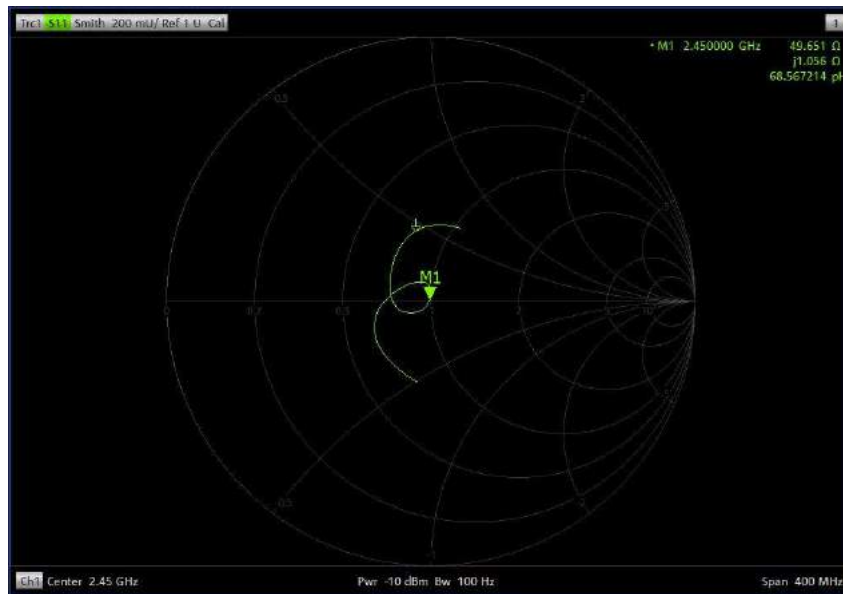 Trc1 S11 Smith 200 mU/ Ref 1 U Cal
1
• M1 2.450000 GHz 49.651 Ω
j1.056 Ω
68.567214 pH
0.5
2
5
M1
0
0.2
0.5
1
2
5
10
-5
-0.5
-2
-1
Ch1 Center 2.45 GHz Pwr -10 dBm Bw 100 Hz Span 400 MHz